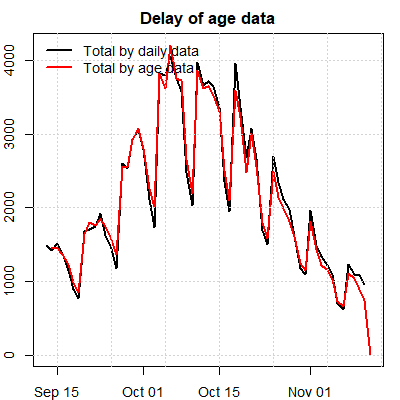 Delay of age data
Total by daily data
Total by age data
4000
3000
2000
1000
0
Sep 15 Oct 01 Oct 15 Nov 01